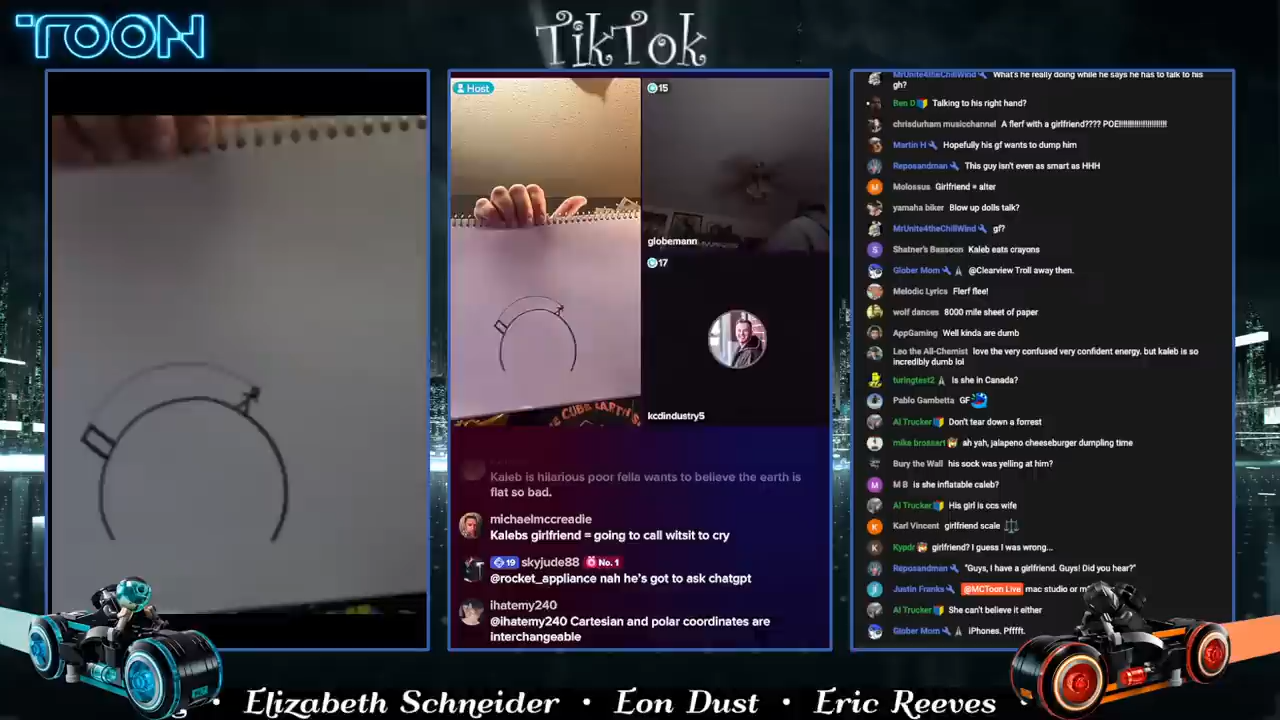 TOON
TikTok
Host
15
globemann
17
kcdindustry5
THE CUBE EARTH S
Kaleb is hilarious poor fella wants to believe the earth is
flat so bad.
michaelmccreadie
Kalebs girlfriend = going to call witsit to cry
19 skyjude88 No. 1
@rocket_appliance nah he's got to ask chatgpt
ihatemy240
@ihatemy240 Cartesian and polar coordinates are
interchangeable
MrUnite4theChillWind What's he really doing while he says he has to talk to his
gh?
Ben D Talking to his right hand?
chrisdurham musicchannel A flerf with a girlfriend???? POE!!!!!!!!!!!!!!!!!!!!!!
Martin H Hopefully his gf wants to dump him
Reposandman This guy isn't even as smart as HHH
M
Molossus Girlfriend = alter
yamaha biker Blow up dolls talk?
MrUnite4theChillWind gf?
S
Shatner's Bassoon Kaleb eats crayons
Glober Mom @Clearview Troll away then.
Melodic Lyrics Flerf flee!
wolf dances 8000 mile sheet of paper
AppGaming Well kinda are dumb
Leo the All-Chemist love the very confused very confident energy. but kaleb is so
incredibly dumb lol
turingtest2 Is she in Canada?
Pablo Gambetta GF
Al Trucker Don't tear down a forrest
mike brossart ah yah, jalapeno cheeseburger dumpling time
Bury the Wall his sock was yelling at him?
M
M B is she inflatable caleb?
Al Trucker His girl is ccs wife
K
Karl Vincent girlfriend scale
K
Kypdr girlfriend? I guess I was wrong...
Reposandman "Guys, I have a girlfriend. Guys! Did you hear?"
Justin Franks @MCToon Live mac studio or m
Al Trucker She can't believe it either
Glober Mom iPhones. Pfffft.
• Elizabeth Schneider • Eon Dust • Eric Reeves